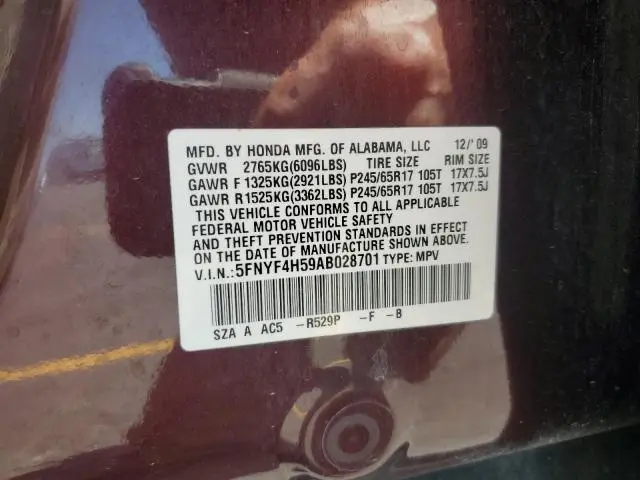 MFD. BY HONDA MFG. OF ALABAMA, LLC 12/'09
GVWR 2765KG(6096LBS) TIRE SIZE RIM SIZE
GAWR F 1325KG(2921LBS) P245/65R17 105T 17X7.5J
GAWR R 1525KG(3362LBS) P245/65R17 105T 17X7.5J
THIS VEHICLE CONFORMS TO ALL APPLICABLE
FEDERAL MOTOR VEHICLE SAFETY
AND THEFT PREVENTION STANDARDS IN EFFECT
ON THE DATE OF MANUFACTURE SHOWN ABOVE.
V.I.N.:5FNYF4H59AB028701 TYPE: MPV
SZA A AC5 -R529P -F -B